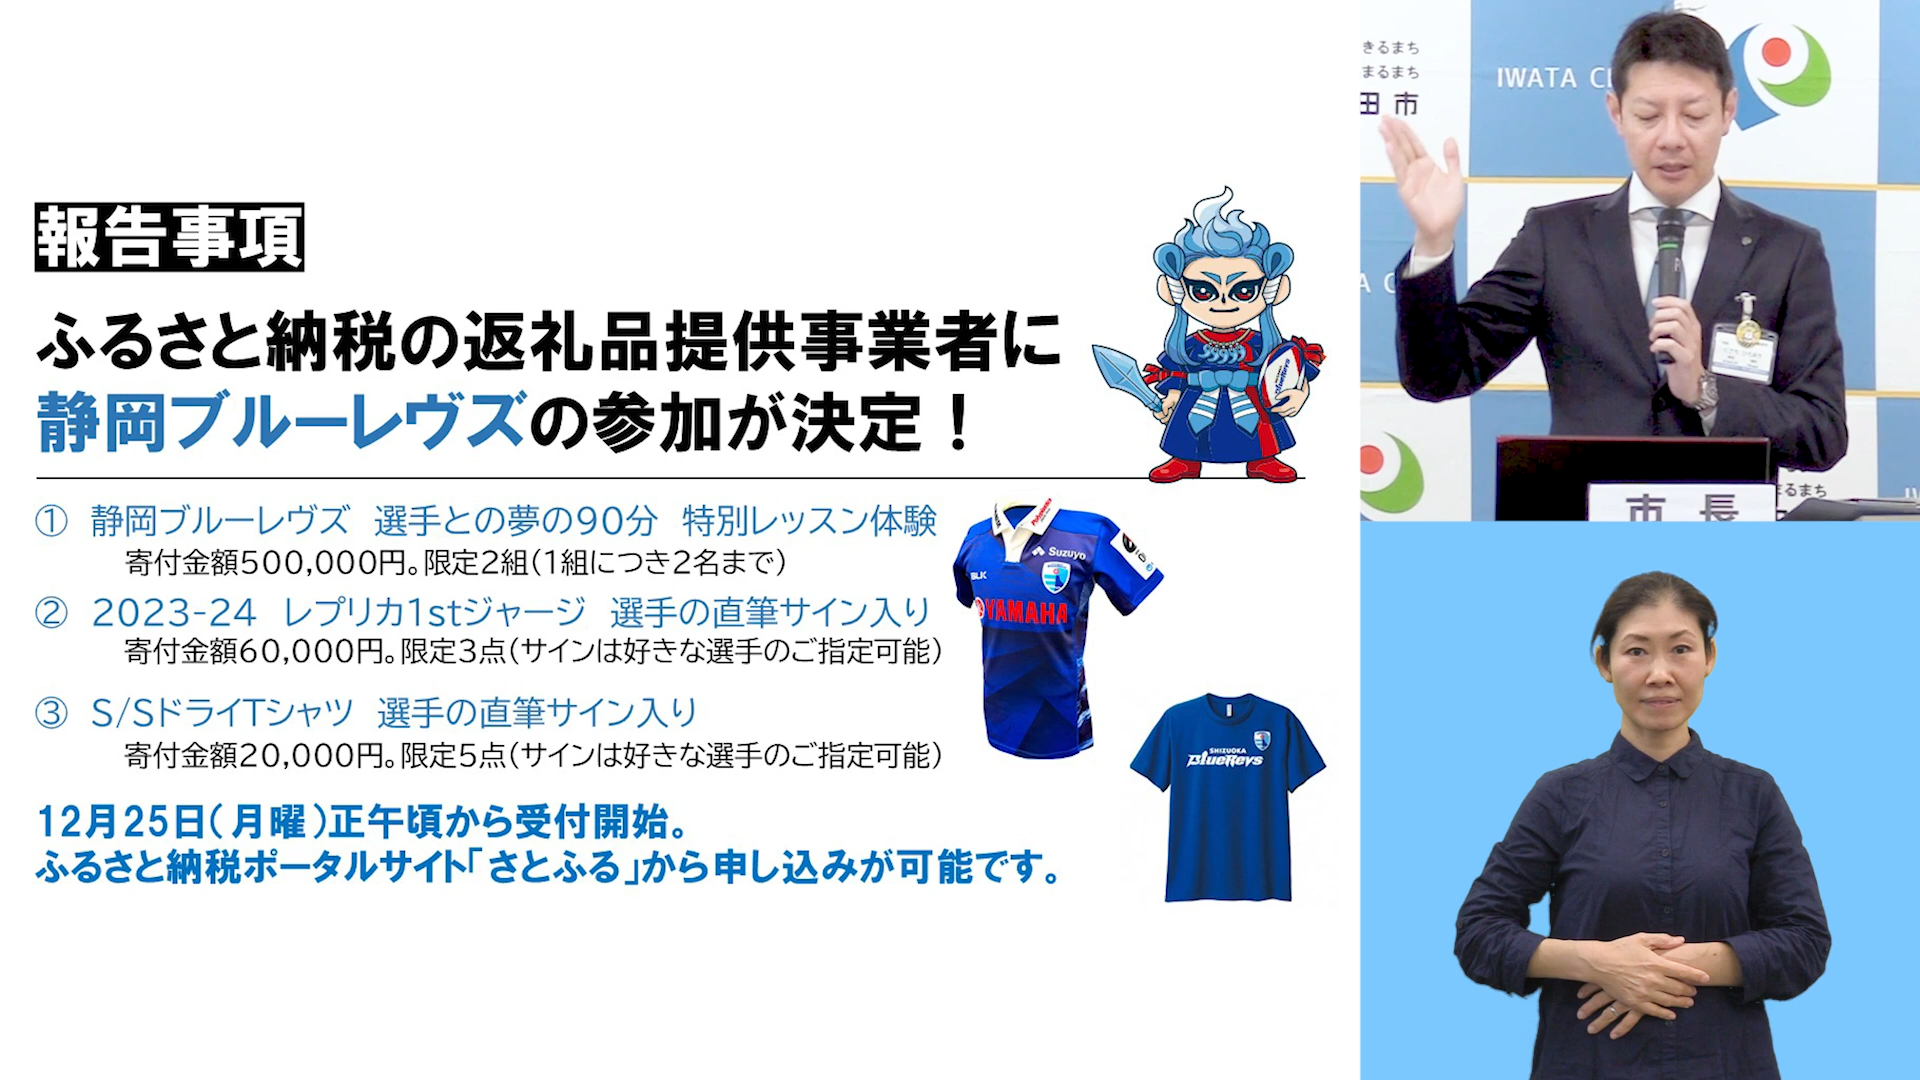 報告事項
ふるさと納税の返礼品提供事業者に
静岡ブルーレヴズの参加が決定！
① 静岡ブルーレヴズ 選手との夢の90分 特別レッスン体験
寄付金額500,000円。限定2組(1組につき2名まで)
② 2023-24 レプリカ1stジャージ 選手の直筆サイン入り
寄付金額60,000円。限定3点(サインは好きな選手のご指定可能)
③ S/SドライTシャツ 選手の直筆サイン入り
寄付金額20,000円。限定5点(サインは好きな選手のご指定可能)
12月25日(月曜)正午頃から受付開始。
ふるさと納税ポータルサイト「さとふる」から申し込みが可能です。
Suzuyo
BLK
YAMAHA
SHIZUOKA
BlueRevs
きるまち
まるまち
田市
IWATA C
A C
市長
まるまち